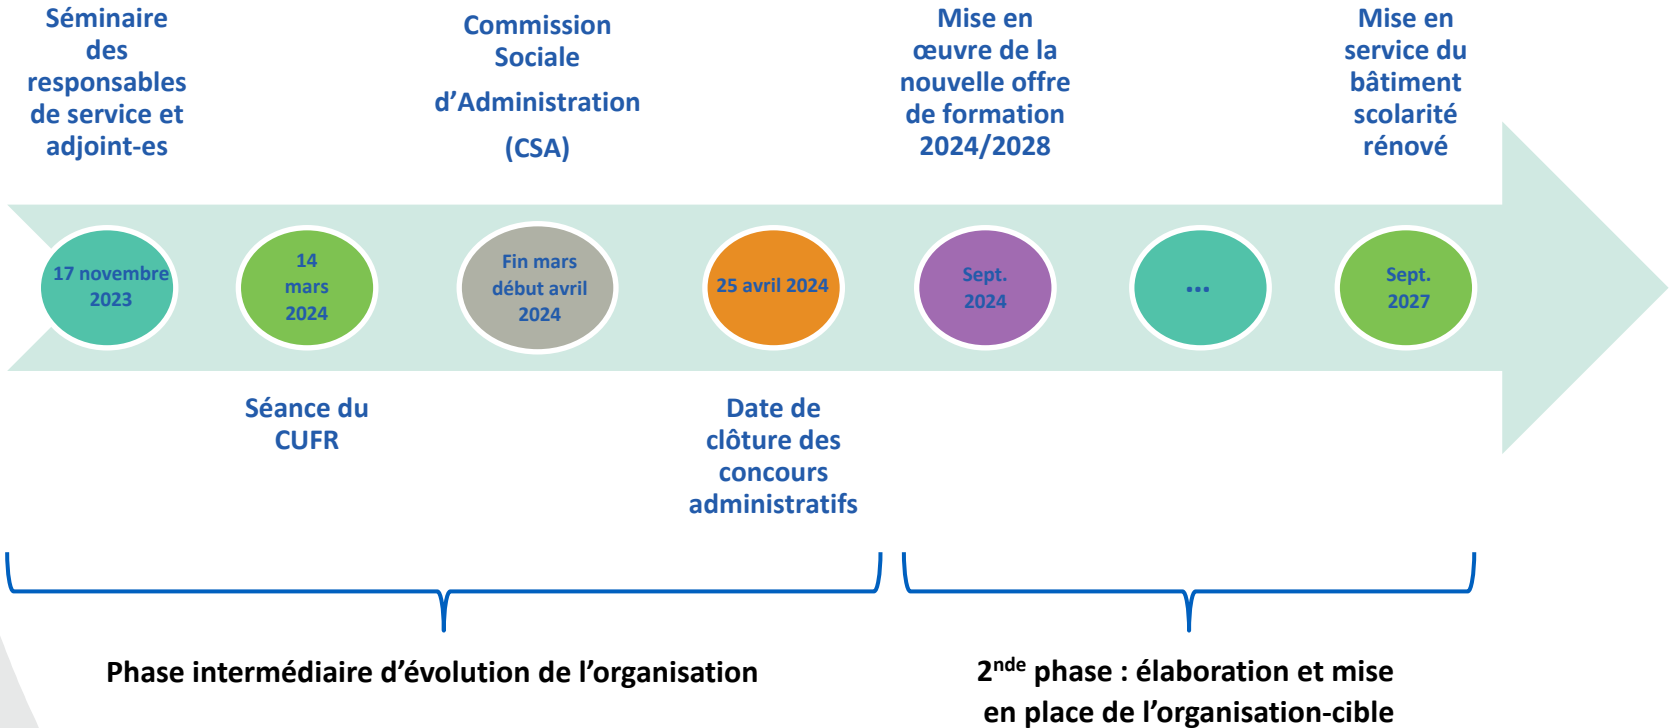 Séminaire
des
responsables
de service et
adjoint-es
Commission
Sociale
d’Administration
(CSA)
Mise en
œuvre de la
nouvelle offre
de formation
2024/2028
Mise en
service du
bâtiment
scolarité
rénové
17 novembre
2023
14
mars
2024
Fin mars
début avril
2024
25 avril 2024
Sept.
2024
...
Sept.
2027
Séance du
CUFR
Date de
clôture des
concours
administratifs
Phase intermédiaire d’évolution de l’organisation
2nde phase : élaboration et mise
en place de l’organisation-cible